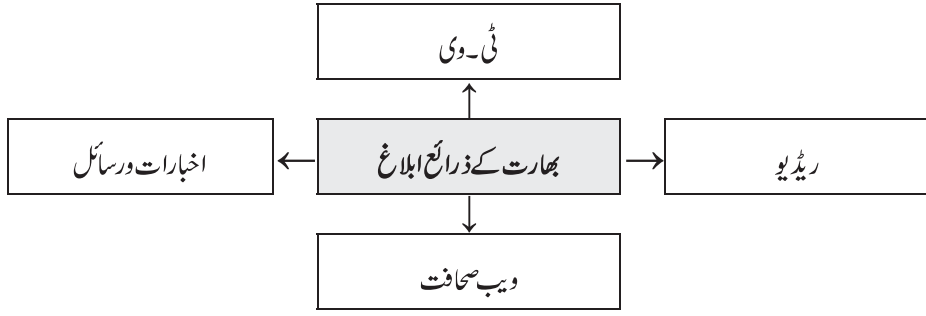 ٹی۔وی
ریڈیو
بھارت کے ذرائع ابلاغ
اخبارات ورسائل
ویب صحافت